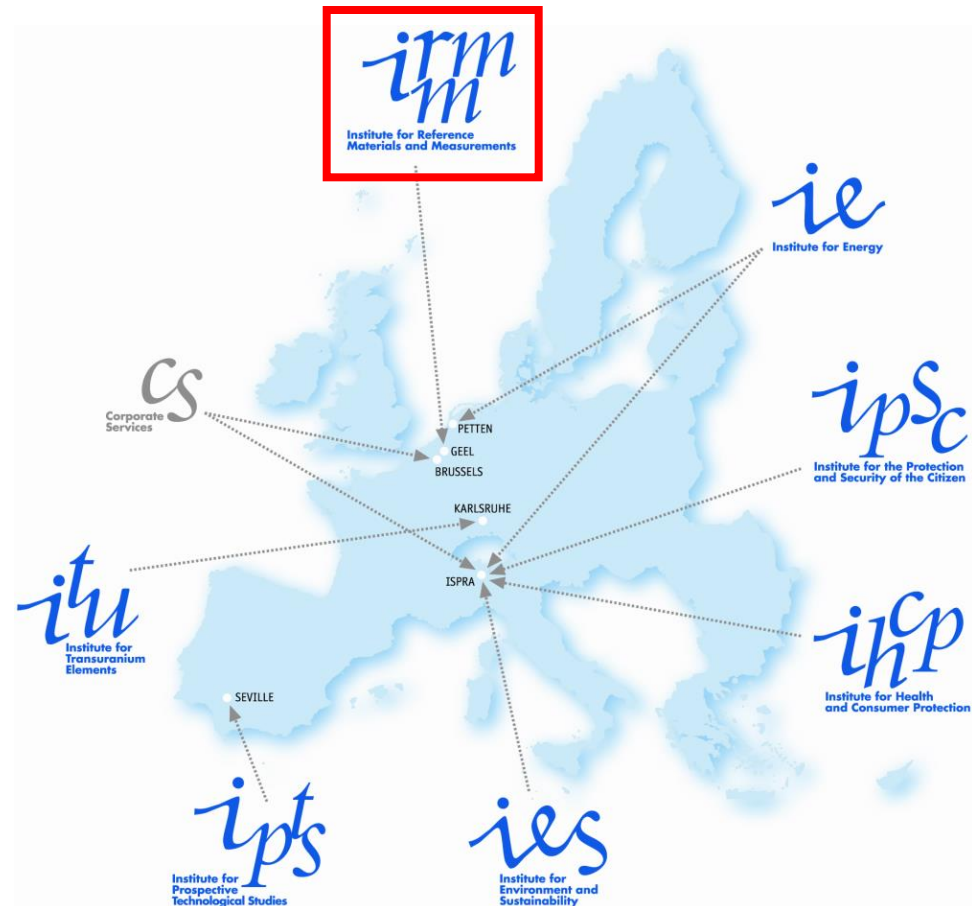 irmm
Institute for Reference
Materials and Measurements
ie
Institute for Energy
cs
Corporate
Services
ipsc
Institute for the Protection
and Security of the Citizen
PETTEN
GEEL
BRUSSELS
KARLSRUHE
ISPRA
itu
Institute for
Transuranium
Elements
ihcp
Institute for Health
and Consumer Protection
SEVILLE
ipts
Institute for
Prospective
Technological Studies
ies
Institute for
Environment and
Sustainability